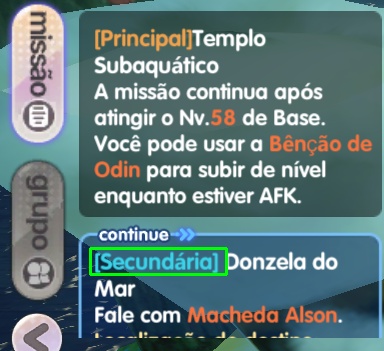 missão
grupo
[Principal]Templo
Subaquático
A missão continua após
atingir o Nv.58 de Base.
Você pode usar a Bênção de
Odin para subir de nível
enquanto estiver AFK.
continue
[Secundária] Donzela do
Mar
Fale com Macheda Alson.